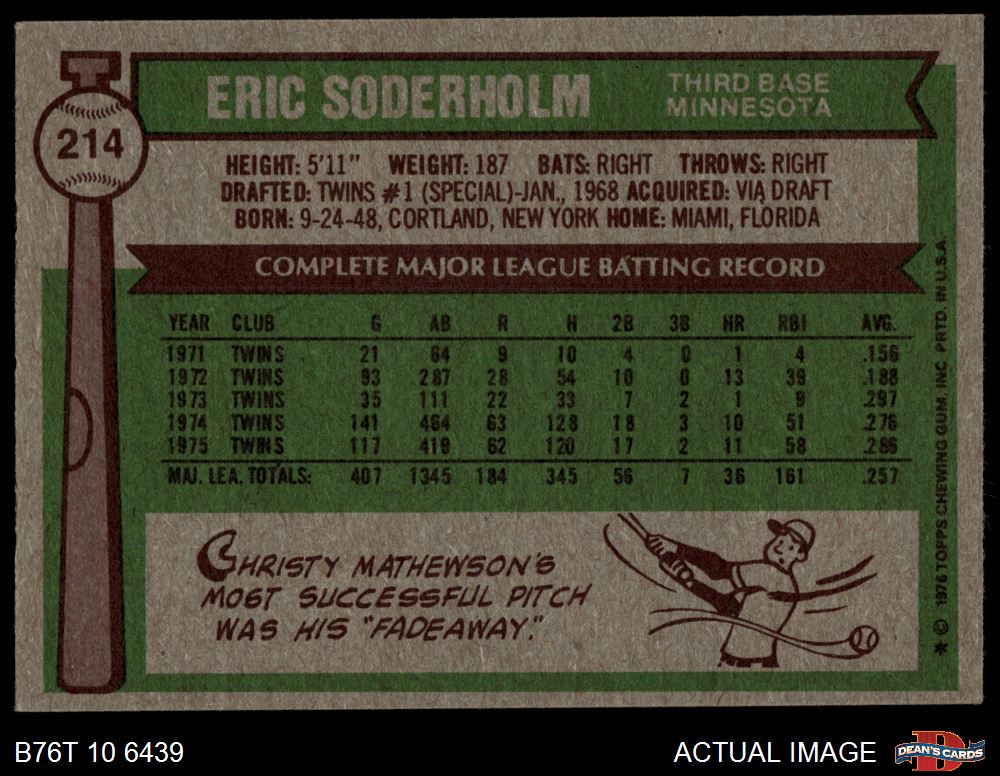 214
ERIC SODERHOLM
THIRD BASE
MINNESOTA
HEIGHT: 5'11" WEIGHT: 187 BATS: RIGHT THROWS: RIGHT
DRAFTED: TWINS #1 (SPECIAL)-JAN., 1968 ACQUIRED: VIA DRAFT
BORN: 9-24-48, CORTLAND, NEW YORK HOME: MIAMI, FLORIDA
COMPLETE MAJOR LEAGUE BATTING RECORD
YEAR CLUB G AB R H 2B 3B HR RBI AVG.
1971 TWINS 21 64 9 10 4 0 1 4 .156
1972 TWINS 93 287 28 54 10 0 13 39 .188
1973 TWINS 35 111 22 33 7 2 1 9 .297
1974 TWINS 141 464 63 128 18 3 10 51 .276
1975 TWINS 117 419 62 120 17 2 11 58 .286
MAJ. LEA. TOTALS: 407 1345 184 345 56 7 36 161 .257
CHRISTY MATHEWSON'S
MOST SUCCESSFUL PITCH
WAS HIS "FADEAWAY."
* © 1976 TOPPS CHEWING GUM, INC. PRTD. IN U.S.A.
B76T 10 6439
ACTUAL IMAGE
D
DEAN'S CARDS